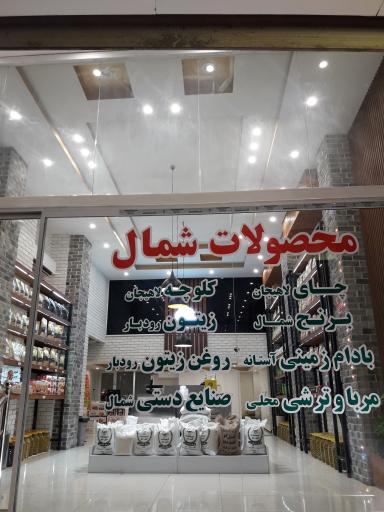 محصولات شمال
چای لاهیجان
کلوچه لاهیجان
برنج شمال
زیتون رودبار
بادام زمینی آستانه
روغن زیتون رودبار
مربا و ترشی محلی
صنایع دستی شمال